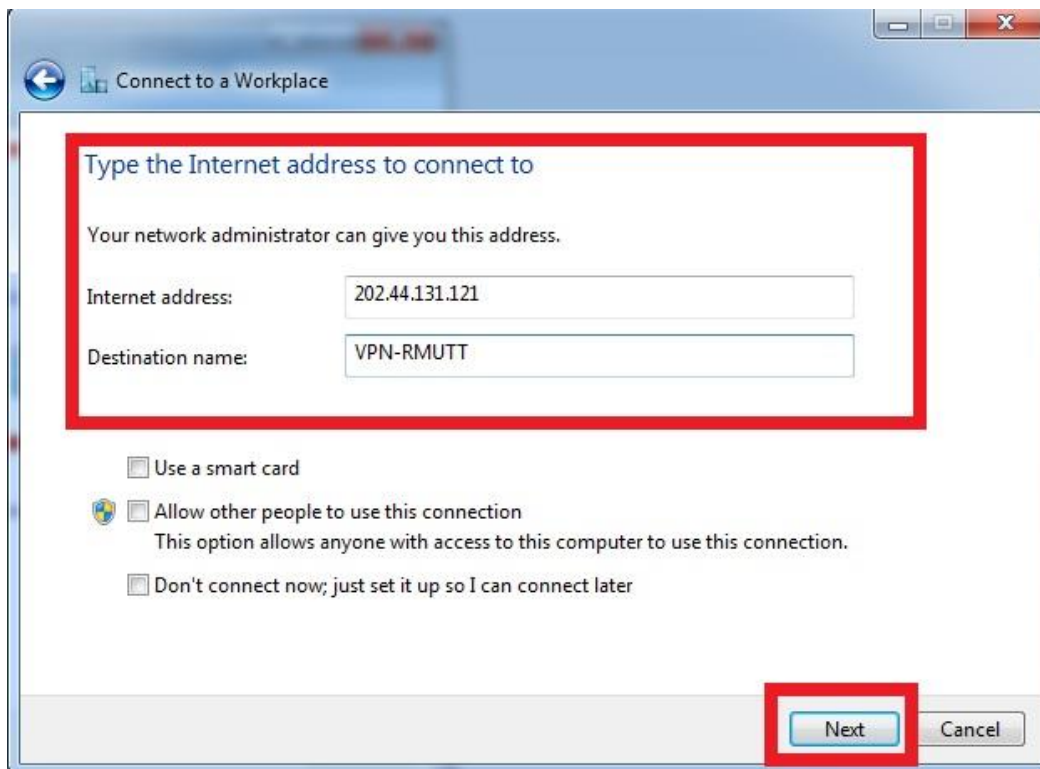 Connect to a Workplace
Type the Internet address to connect to
Your network administrator can give you this address.
Internet address: 202.44.131.121
Destination name: VPN-RMUTT
Use a smart card
Allow other people to use this connection
This option allows anyone with access to this computer to use this connection.
Don't connect now; just set it up so I can connect later
Next Cancel